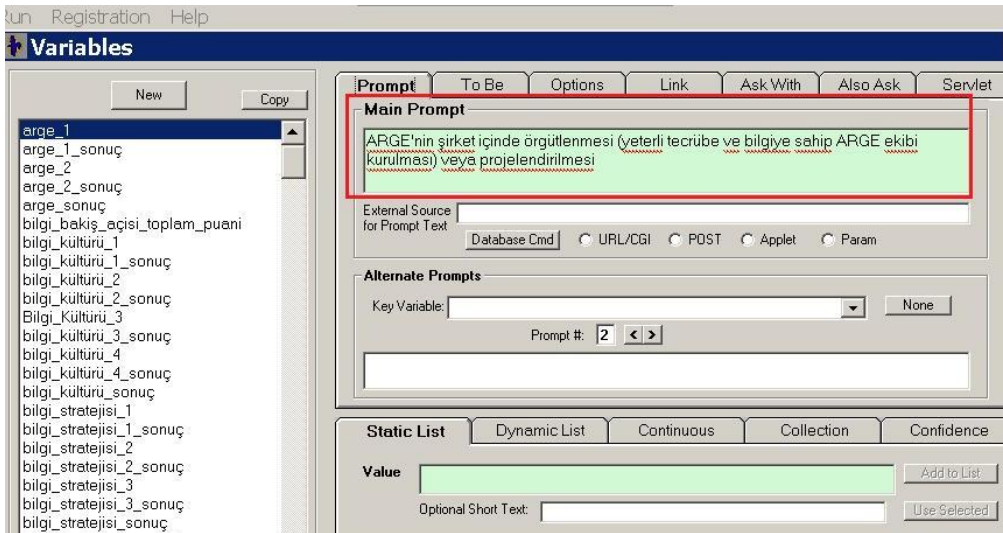 Run Registration Help
Variables
New
Copy
arge_1
arge_1_sonuç
arge_2
arge_2_sonuç
arge_sonuç
bilgi_bakiş_açisi_toplam_puani
bilgi_kültürü_1
bilgi_kültürü_1_sonuç
bilgi_kültürü_2
bilgi_kültürü_2_sonuç
Bilgi_Kültürü_3
bilgi_kültürü_3_sonuç
bilgi_kültürü_4
bilgi_kültürü_4_sonuç
bilgi_kültürü_sonuç
bilgi_stratejisi_1
bilgi_stratejisi_1_sonuç
bilgi_stratejisi_2
bilgi_stratejisi_2_sonuç
bilgi_stratejisi_3
bilgi_stratejisi_3_sonuç
bilgi_stratejisi_sonuç
Prompt To Be Options Link Ask With Also Ask Servlet
Main Prompt
ARGE'nin şirket içinde örgütlenmesi (yeterli tecrübe ve bilgiye sahip ARGE ekibi
kurulması) veya projelendirilmesi
External Source
for Prompt Text
Database Cmd URL/CGI POST Applet Param
Alternate Prompts
Key Variable: None
Prompt #: 2 < >
Static List Dynamic List Continuous Collection Confidence
Value Add to List
Optional Short Text: Use Selected